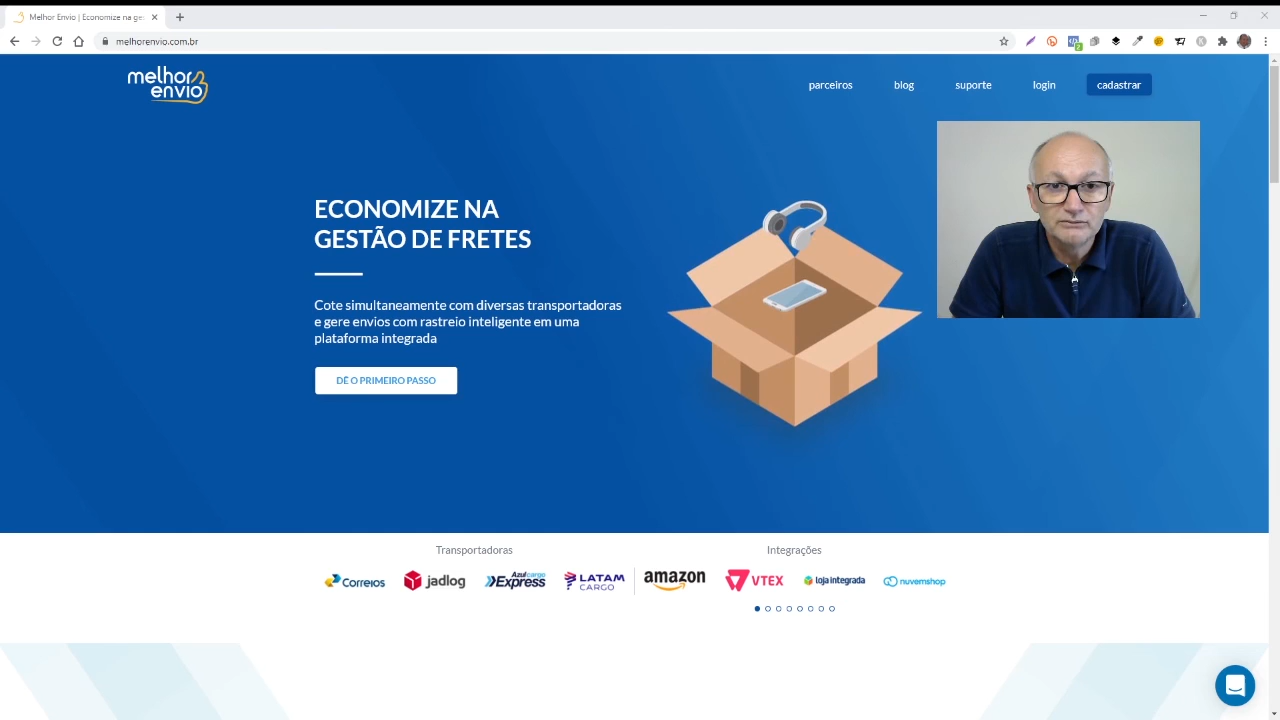 Melhor Envio | Economize na ge
melhorenvio.com.br
melhor
envio
parceiros
blog
suporte
login
cadastrar
ECONOMIZE NA
GESTÃO DE FRETES
Cote simultaneamente com diversas transportadoras
e gere envios com rastreio inteligente em uma
plataforma integrada
DÊ O PRIMEIRO PASSO
Transportadoras
Integrações
Correios
jadlog
Azul cargo
Express
LATAM
CARGO
amazon
VTEX
loja integrada
nuvemshop